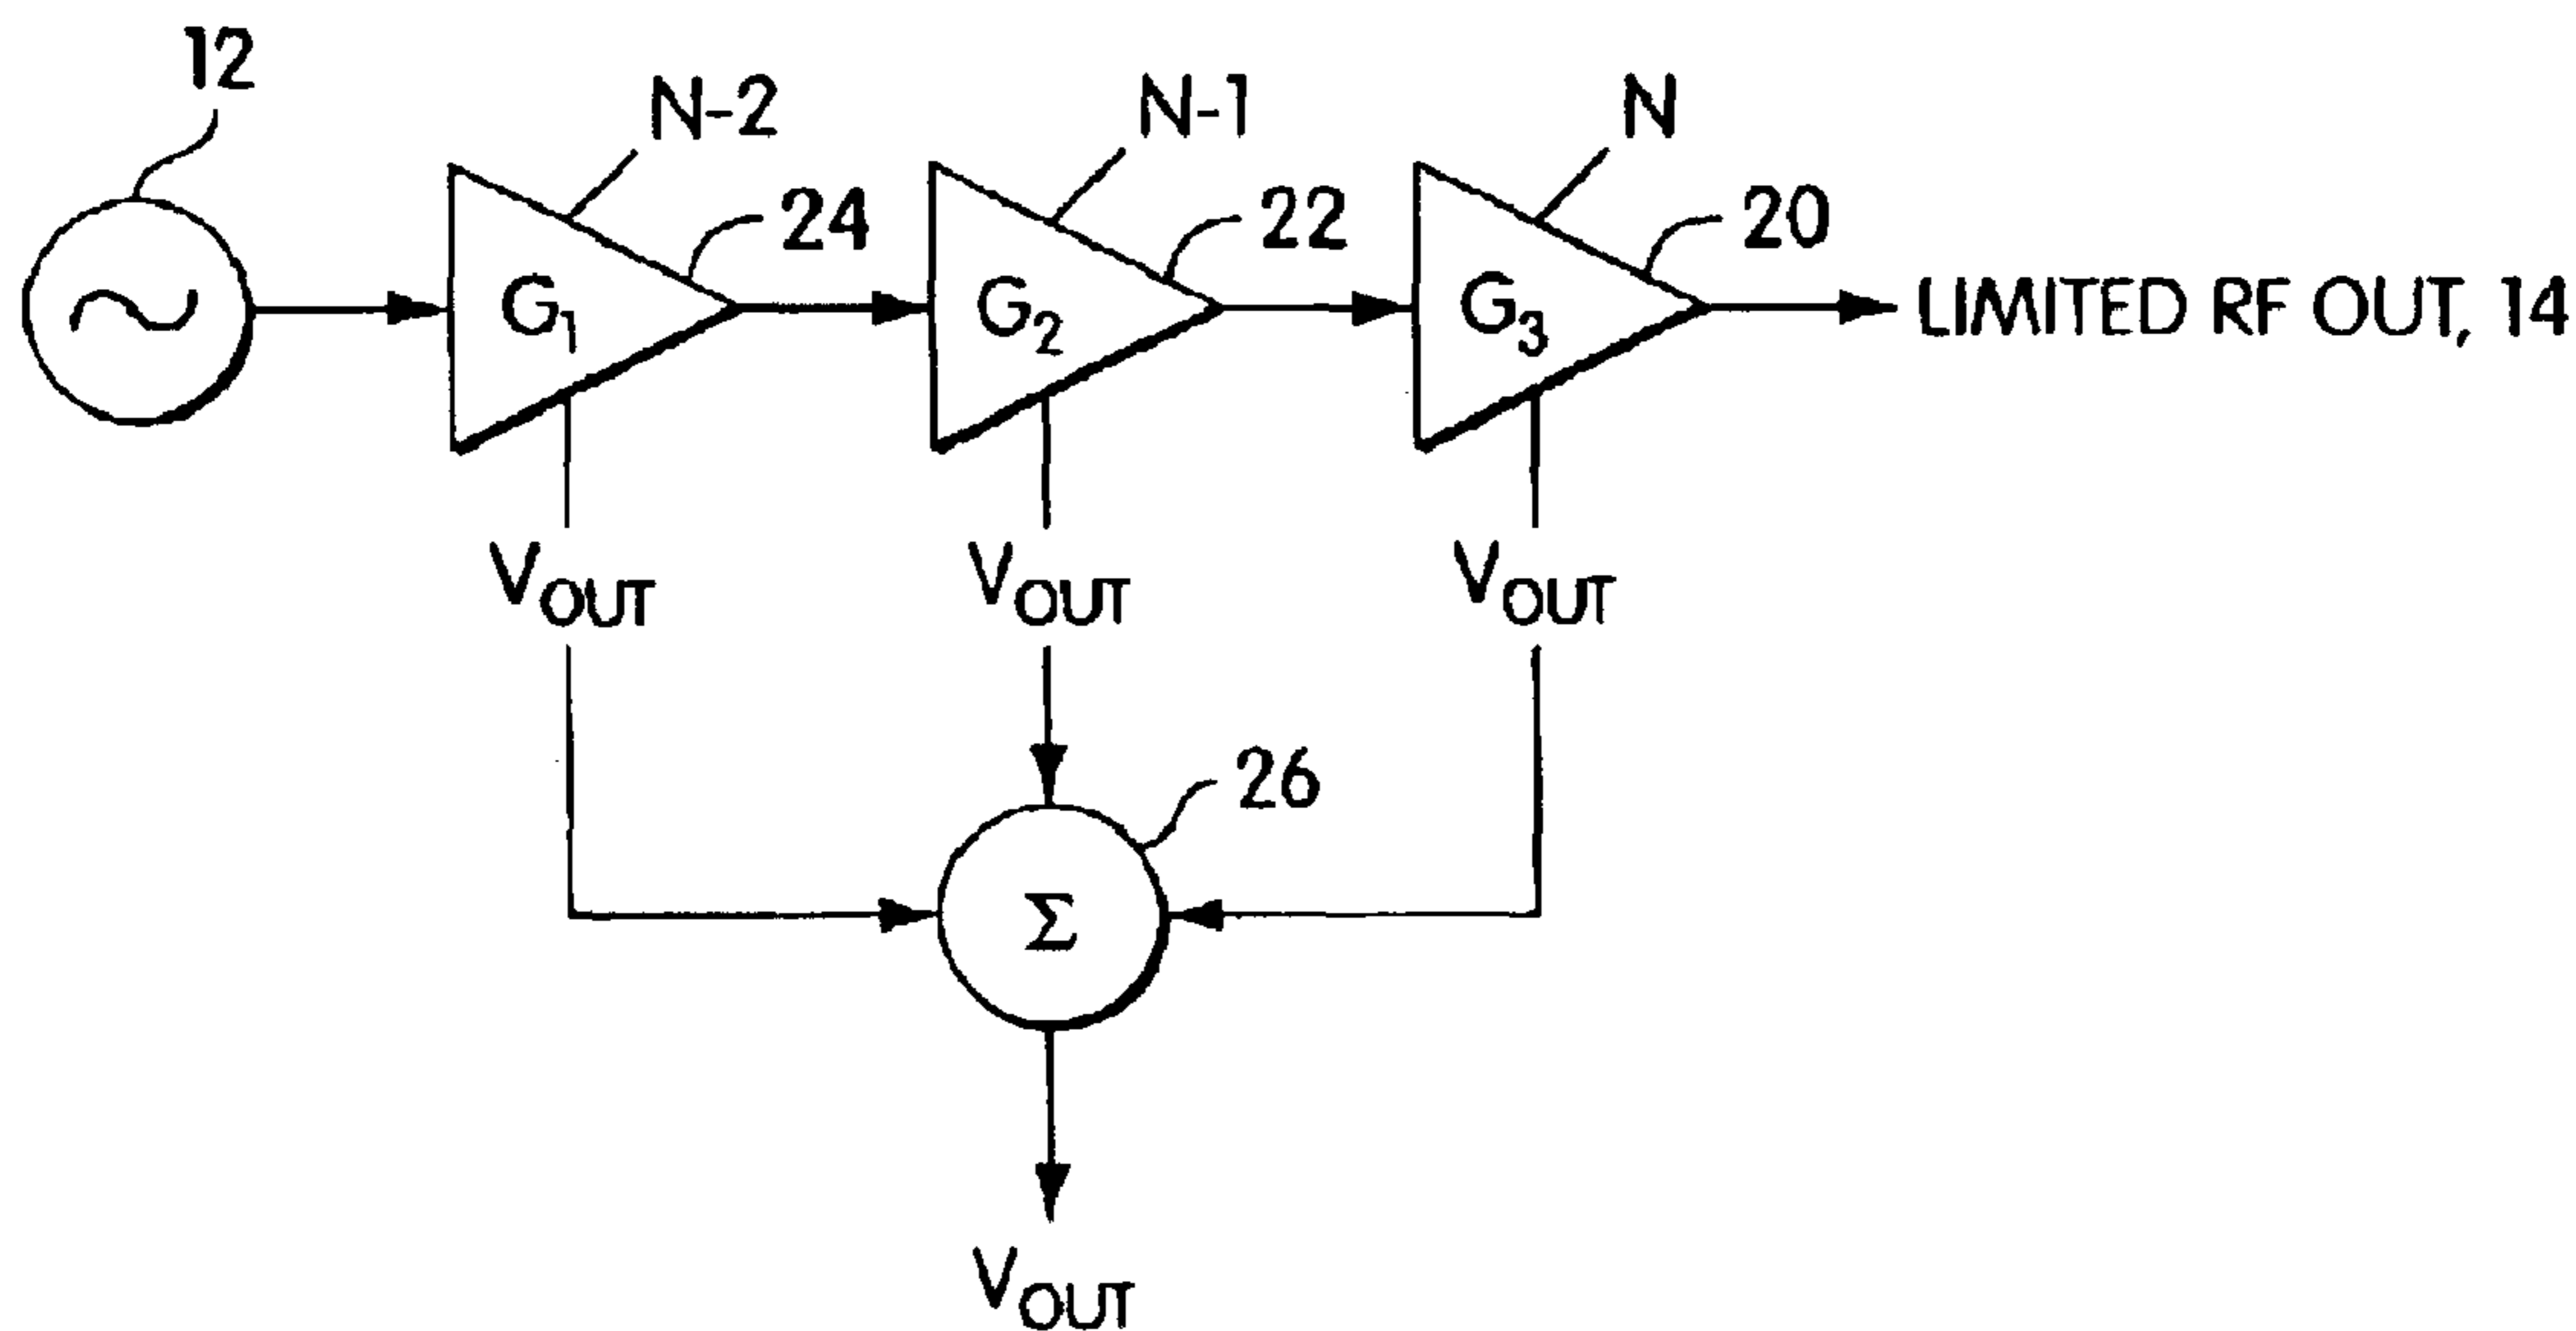 12
N-2
N-1
N
24
22
20
G1
G2
G3
LIMITED RF OUT, 14
VOUT
VOUT
VOUT
26
Σ
VOUT